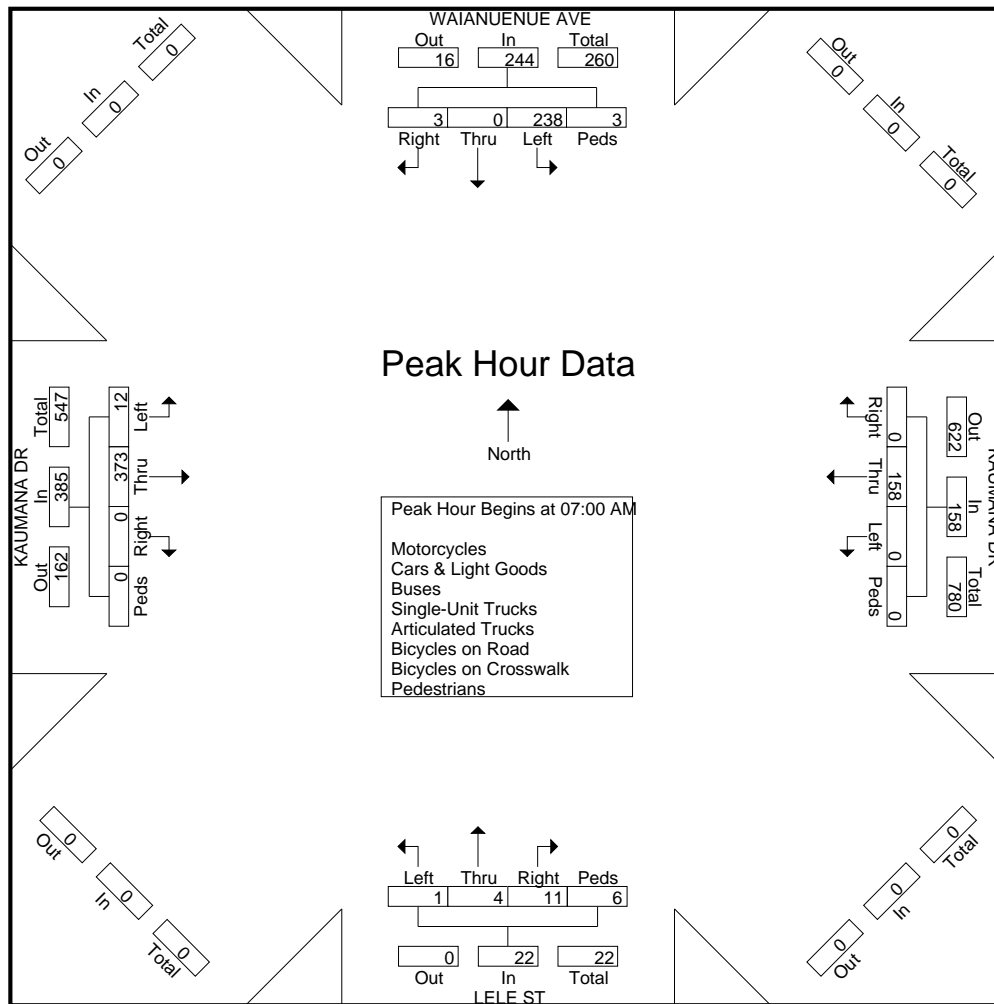 WAIANUENUE AVE
Out In Total
16 244 260
3 0 238 3
Right Thru Left Peds
Total
0
In
0
Out
0
Out
0
In
0
Total
0
Peak Hour Data
North
KAUMANA DR
Total In Out
547 385 162
12 373 0 0
Left Thru Right Peds
Right Thru Left Peds
0 158 0 0
Out In Total
622 158 780
KAUMANA DR
Peak Hour Begins at 07:00 AM
Motorcycles
Cars & Light Goods
Buses
Single-Unit Trucks
Articulated Trucks
Bicycles on Road
Bicycles on Crosswalk
Pedestrians
0
Out
0
In
0
Total
0
Total
0
In
0
Out
Left Thru Right Peds
1 4 11 6
0 22 22
Out In Total
LELE ST